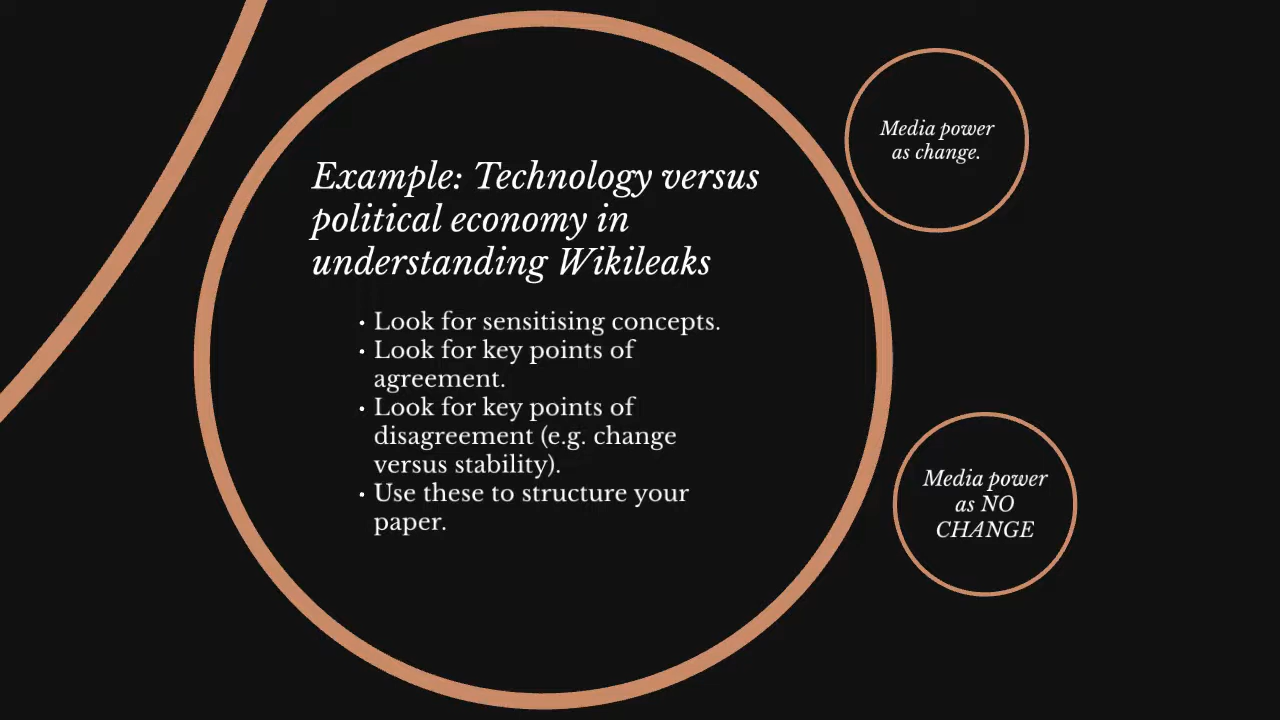 Example: Technology versus
political economy in
understanding Wikileaks
• Look for sensitising concepts.
• Look for key points of
agreement.
• Look for key points of
disagreement (e.g. change
versus stability).
• Use these to structure your
paper.
Media power
as change.
Media power
as NO
CHANGE